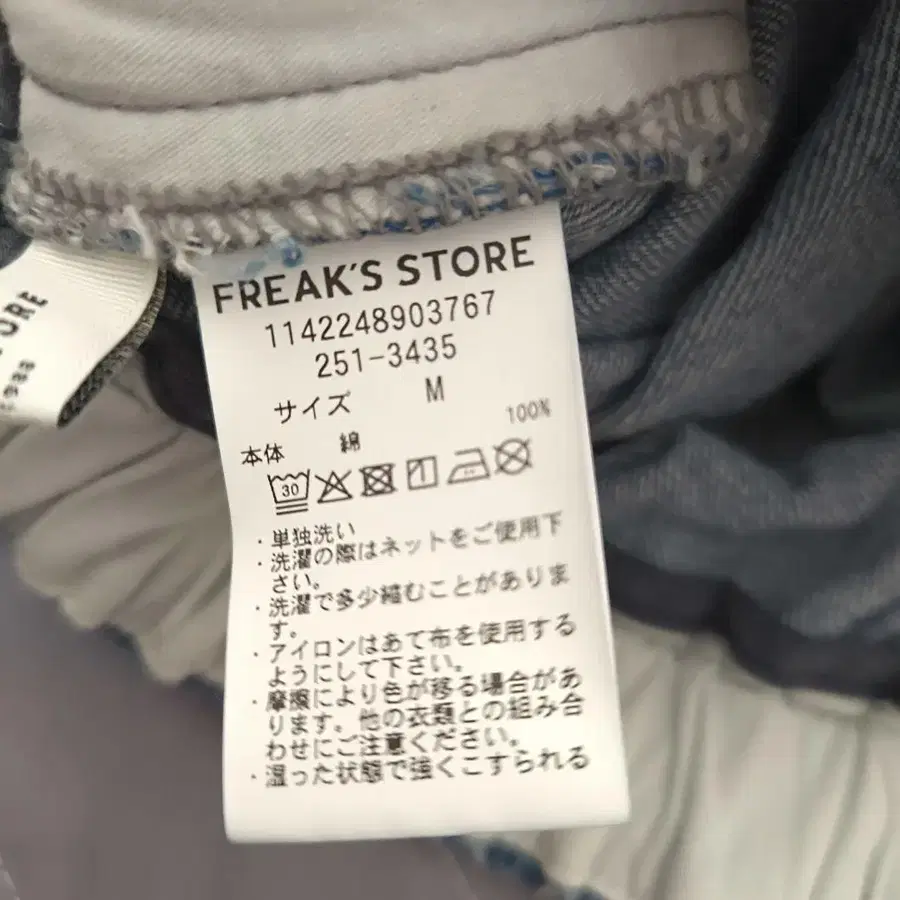 ORE
1988
FREAK'S STORE
1142248903767
251-3435
サイズ M
本体 綿 100%
30
・単独洗い
・洗濯の際はネットをご使用下
さい。
・洗濯で多少縮むことがありま
す。
・アイロンはあて布を使用する
ようにして下さい。
・摩擦により色が移る場合があ
ります。他の衣類との組み合
わせにご注意ください。
・湿った状態で強くこすられる